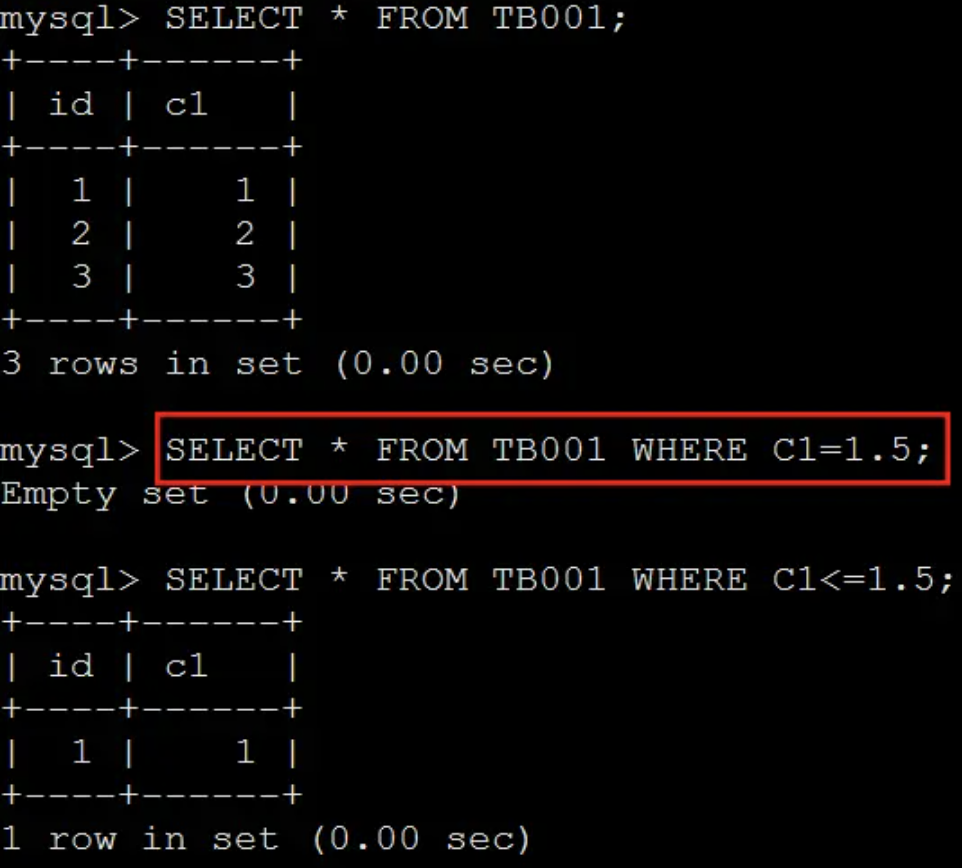 mysql> SELECT * FROM TB001;
+----+------+
| id | c1   |
+----+------+
|  1 |    1 |
|  2 |    2 |
|  3 |    3 |
+----+------+
3 rows in set (0.00 sec)
mysql> SELECT * FROM TB001 WHERE C1=1.5;
Empty set (0.00 sec)
mysql> SELECT * FROM TB001 WHERE C1<=1.5;
+----+------+
| id | c1   |
+----+------+
|  1 |    1 |
+----+------+
1 row in set (0.00 sec)